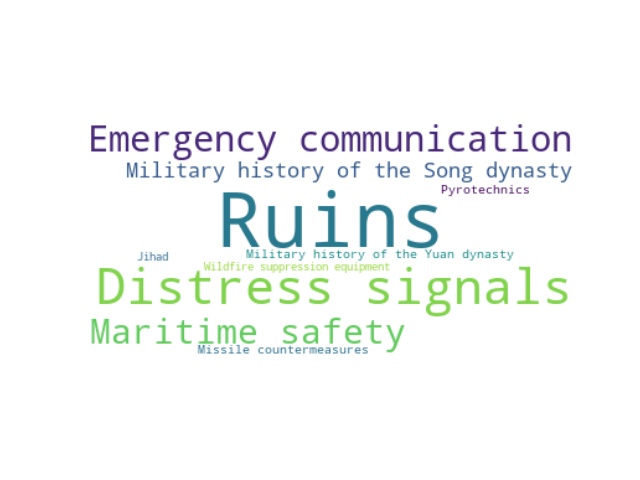 Emergency communication
Military history of the Song dynasty
Pyrotechnics
Ruins
Military history of the Yuan dynasty
Jihad
Wildfire suppression equipment
Distress signals
Maritime safety
Missile countermeasures